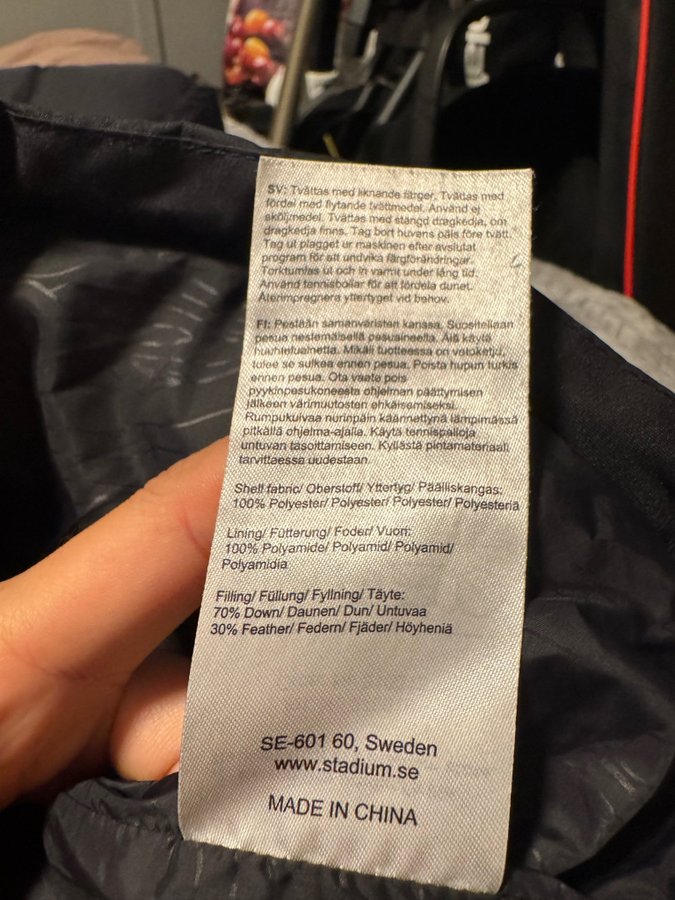 SV: Tvättas med liknande färger, Tvättas med
fördel med flytande tvättmedel. Använd ej
sköljmedel. Tvättas med stängd dragkedja, om
dragkedja finns. Tag bort huvans päls före tvätt.
Tag ut plagget ur maskinen efter avslutat
program för att undvika färgförändringar.
Torktumlas ut och in varmt under lång tid.
Använd tennisbollar för att fördela dunet.
Återimpregnera yttertyget vid behov.
FI: Pestään samanväristen kanssa. Suositellaan
pesua nestemäisellä pesuaineella. Älä käytä
huuhteluainetta. Mikäli tuotteessa on vetoketju,
tulee se sulkea ennen pesua. Poista hupun turkis
ennen pesua. Ota vaate pois
pyykinpesukoneesta ohjelman päättymisen
jälkeen värimuutosten ehkäisemiseksi.
Rumpukuivaa nurinpäin käännettynä lämpimässä
pitkällä ohjelma-ajalla. Käytä tennispalloja
untuvan tasoittamiseen. Kyllästä pintamateriaali
tarvittaessa uudestaan.
Shell fabric/ Oberstoff/ Yttertyg/ Päälliskangas:
100% Polyester/ Polyester/ Polyester/ Polyesteriä
Lining/ Fütterung/ Foder/ Vuori:
100% Polyamide/ Polyamid/ Polyamid/
Polyamidia
Filling/ Füllung/ Fyllning/ Täyte:
70% Down/ Daunen/ Dun/ Untuvaa
30% Feather/ Federn/ Fjäder/ Höyheniä
SE-601 60, Sweden
www.stadium.se
MADE IN CHINA